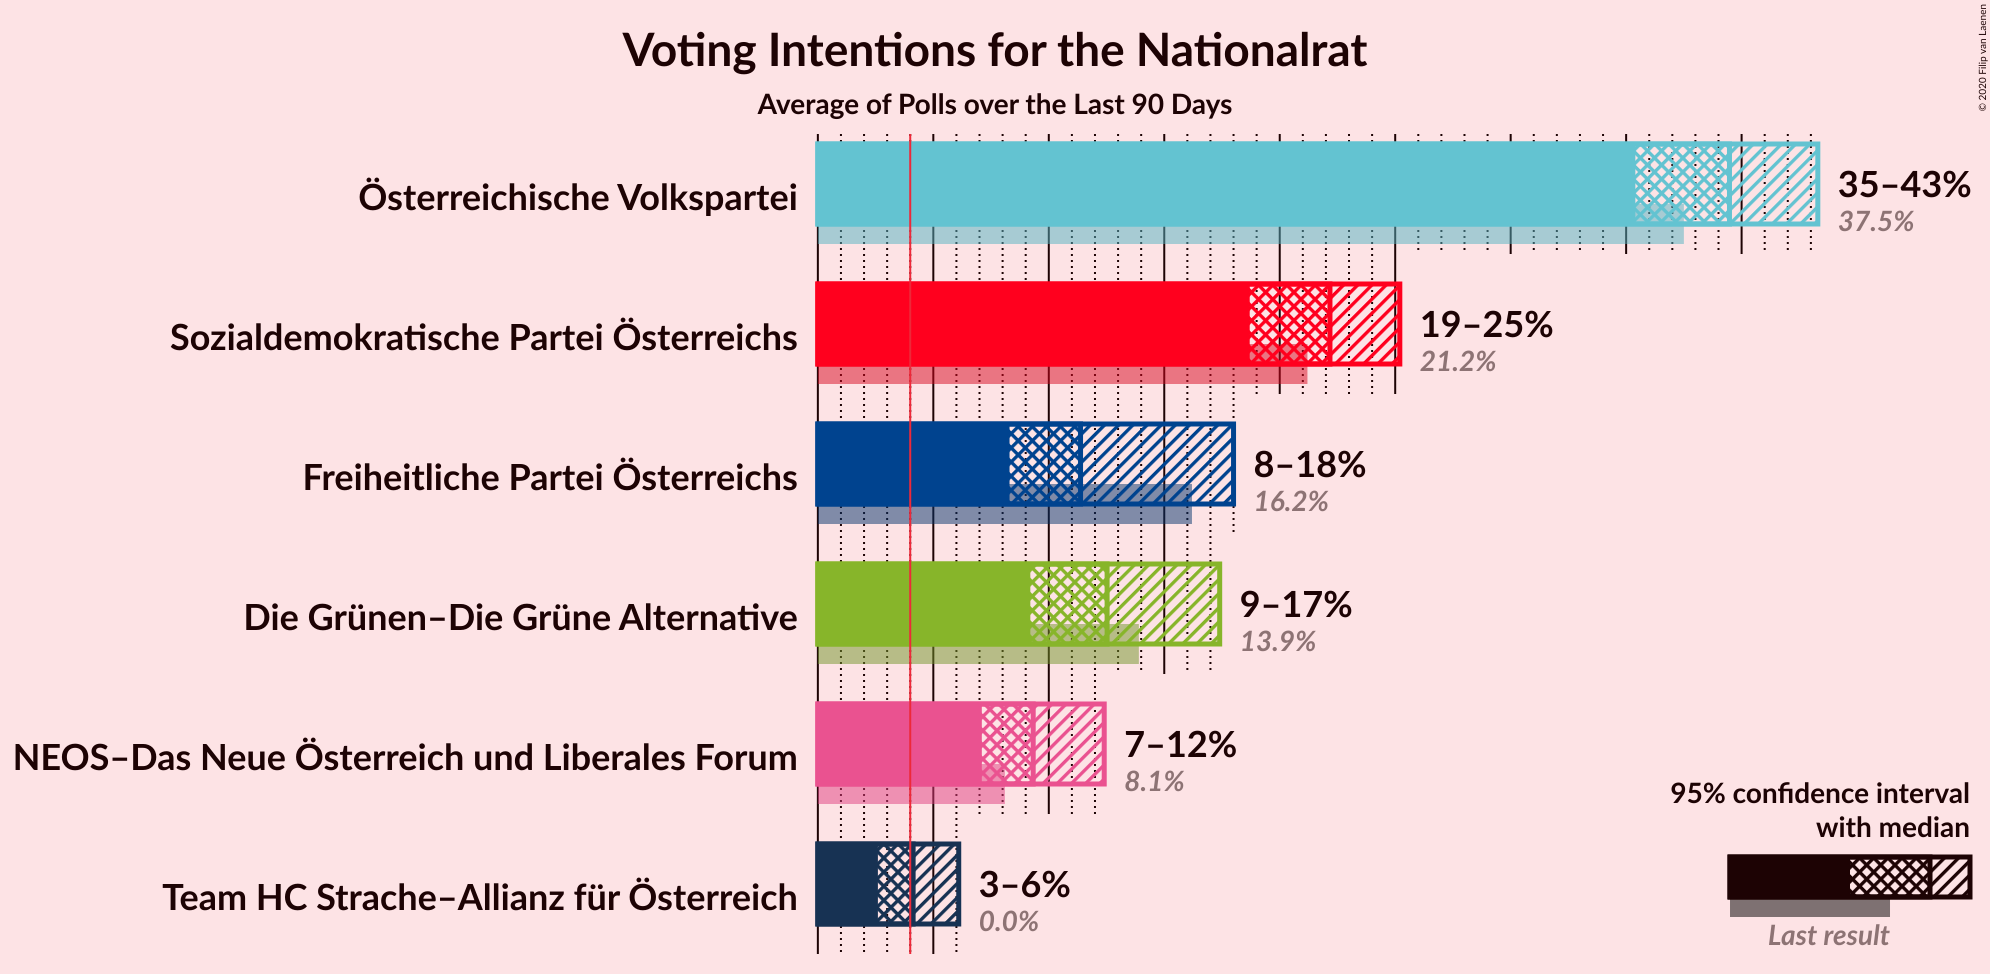 Voting Intentions for the Nationalrat
Average of Polls over the Last 90 Days
© 2020 Filip van Laenen
Österreichische Volkspartei
35–43%
37.5%
Sozialdemokratische Partei Österreichs
19–25%
21.2%
Freiheitliche Partei Österreichs
8–18%
16.2%
Die Grünen–Die Grüne Alternative
9–17%
13.9%
NEOS–Das Neue Österreich und Liberales Forum
7–12%
8.1%
Team HC Strache–Allianz für Österreich
3–6%
0.0%
95% confidence interval
with median
Last result